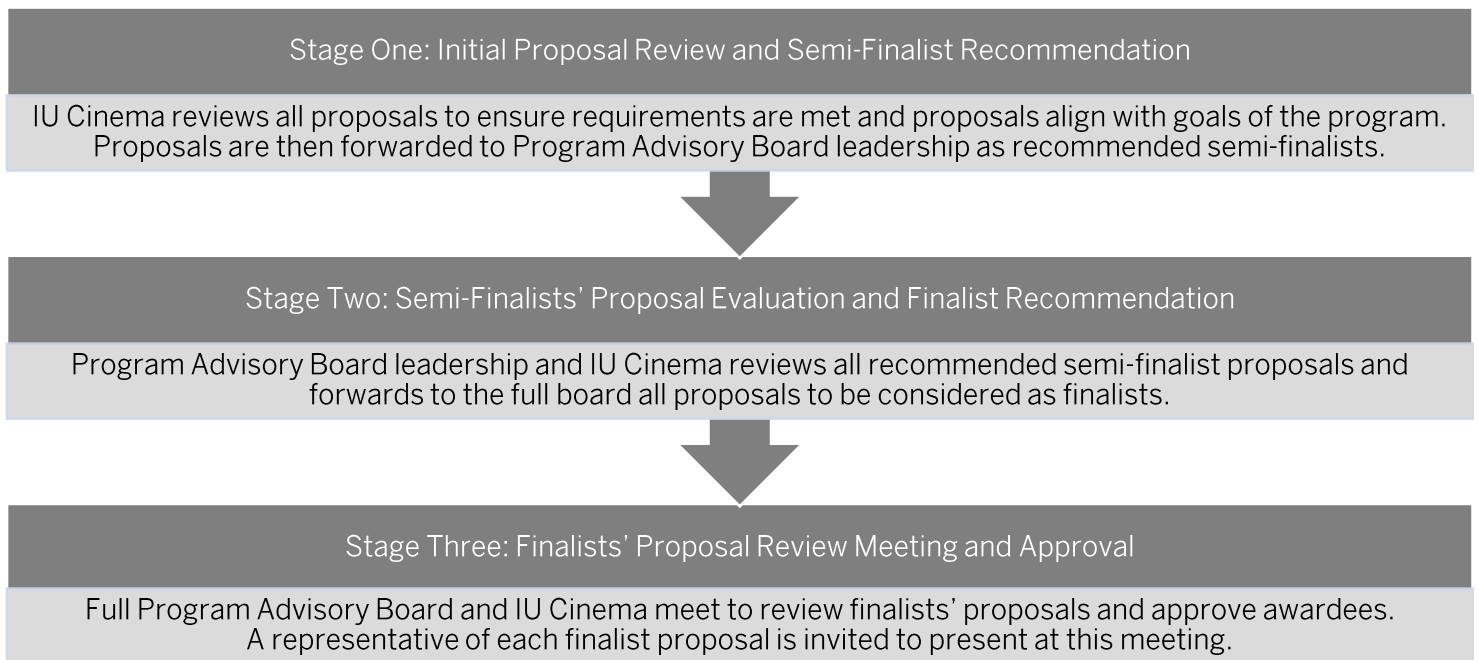 Stage One: Initial Proposal Review and Semi-Finalist Recommendation
IU Cinema reviews all proposals to ensure requirements are met and proposals align with goals of the program.
Proposals are then forwarded to Program Advisory Board leadership as recommended semi-finalists.
Stage Two: Semi-Finalists’ Proposal Evaluation and Finalist Recommendation
Program Advisory Board leadership and IU Cinema reviews all recommended semi-finalist proposals and
forwards to the full board all proposals to be considered as finalists.
Stage Three: Finalists’ Proposal Review Meeting and Approval
Full Program Advisory Board and IU Cinema meet to review finalists’ proposals and approve awardees.
A representative of each finalist proposal is invited to present at this meeting.